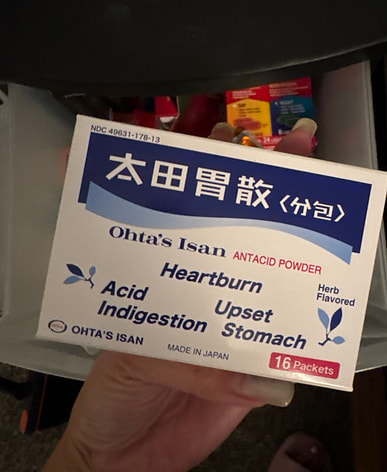 NDC 49631-178-13
太田胃散〈分包〉
Ohta's Isan ANTACID POWDER
Heartburn
Herb
Flavored
Acid
Indigestion
Upset
Stomach
OHTA'S ISAN
MADE IN JAPAN
16 Packets